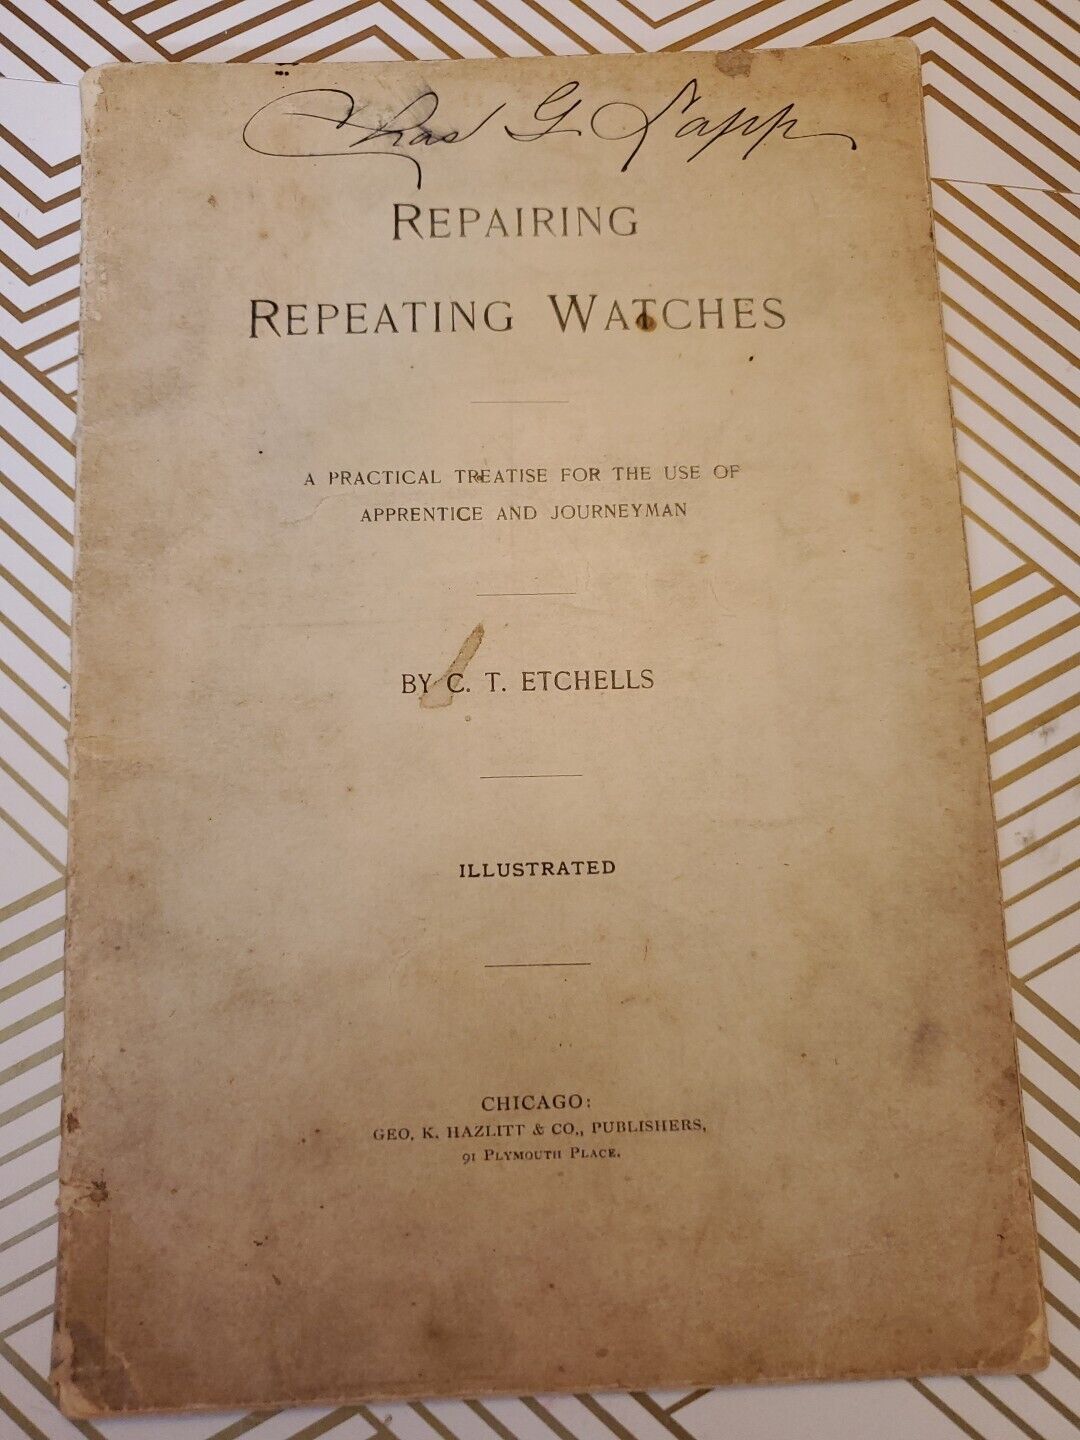 Chas G. Lapp
REPAIRING
REPEATING WATCHES
A PRACTICAL TREATISE FOR THE USE OF
APPRENTICE AND JOURNEYMAN
BY C. T. ETCHELLS
ILLUSTRATED
CHICAGO:
GEO. K. HAZLITT & CO., PUBLISHERS,
91 PLYMOUTH PLACE.